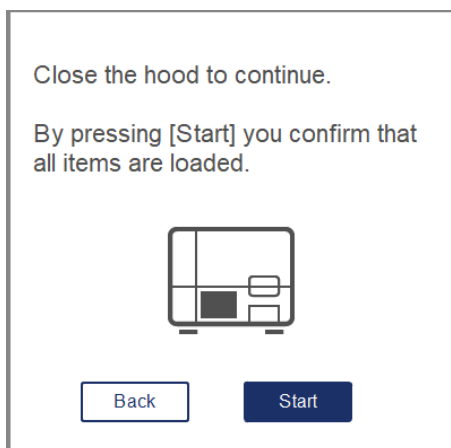 Close the hood to continue.
By pressing [Start] you confirm that
all items are loaded.
Back
Start